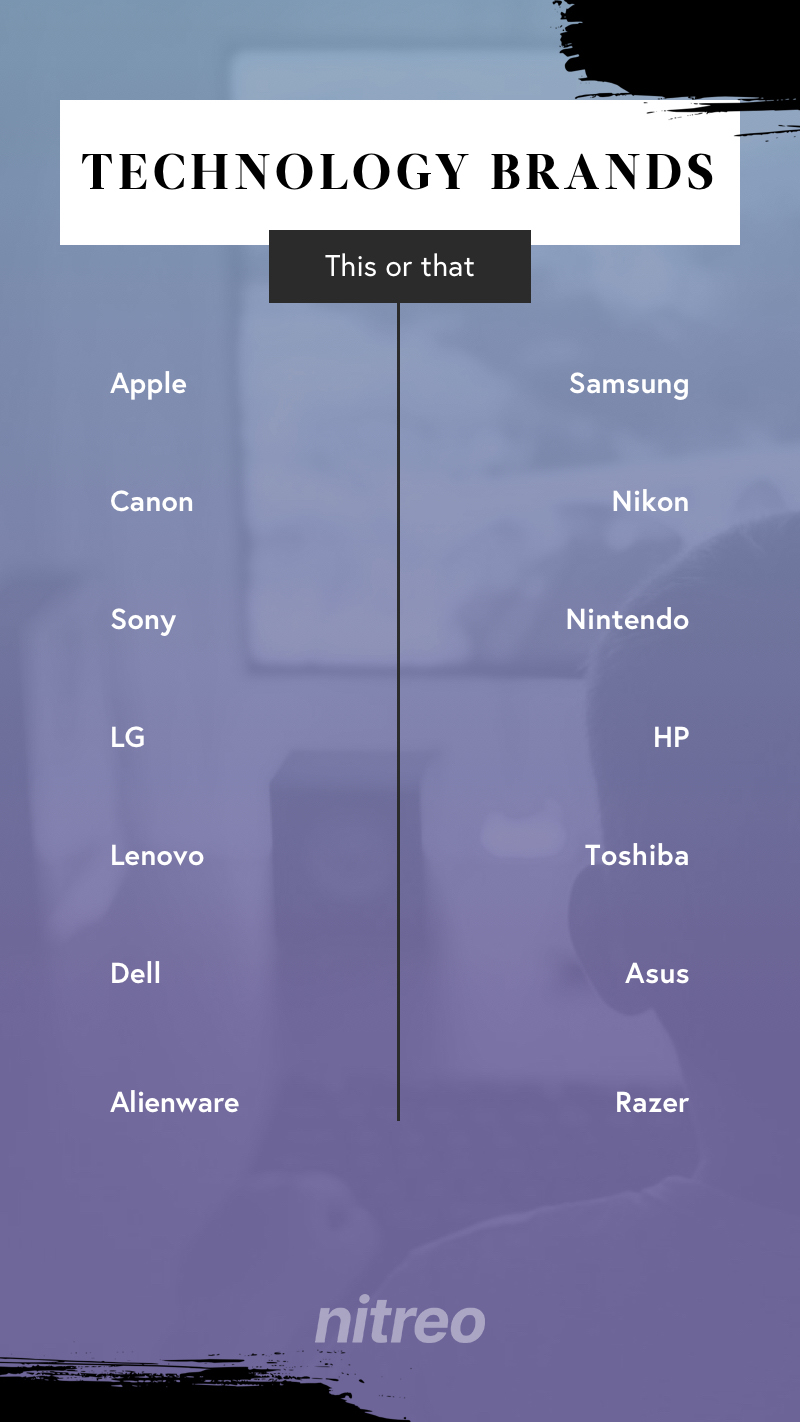 TECHNOLOGY BRANDS
This or that
Apple Samsung
Canon Nikon
Sony Nintendo
LG HP
Lenovo Toshiba
Dell Asus
Alienware Razer
nitreo